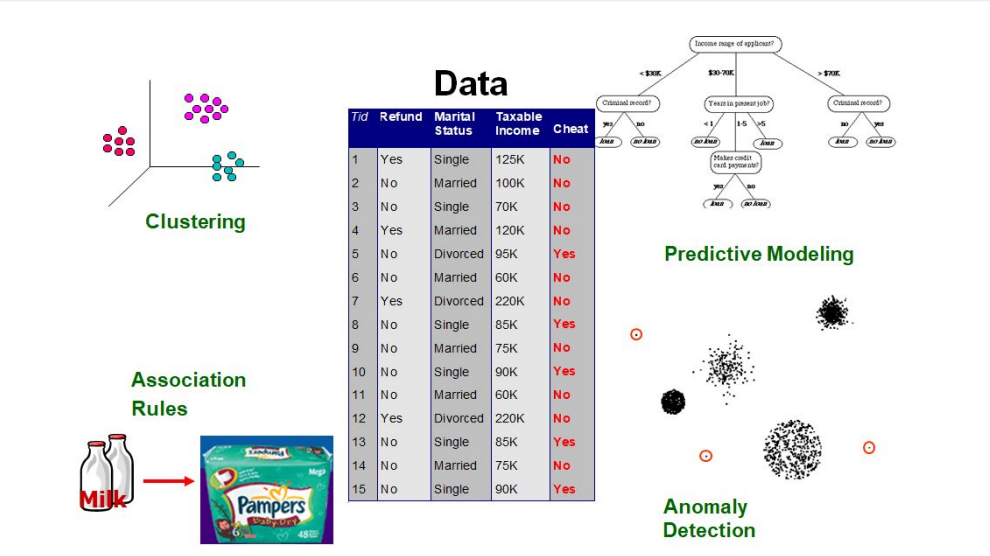 Data
Tid Refund Marital Status Taxable Income Cheat
1 Yes Single 125K No
2 No Married 100K No
3 No Single 70K No
4 Yes Married 120K No
5 No Divorced 95K Yes
6 No Married 60K No
7 Yes Divorced 220K No
8 No Single 85K Yes
9 No Married 75K No
10 No Single 90K Yes
11 No Married 60K No
12 Yes Divorced 220K No
13 No Single 85K Yes
14 No Married 75K No
15 No Single 90K Yes
Clustering
Association
Rules
Milk
Mega
Pampers
Baby-Dry
6
48
Income range of applicant?
< $30K $30-70K > $70K
Criminal record? Years in present job? Criminal record?
yes no < 1 1-5 >5 no yes
loan no loan no loan loan loan no loan
Makes credit
card payments?
yes no
loan no loan
Predictive Modeling
Anomaly
Detection